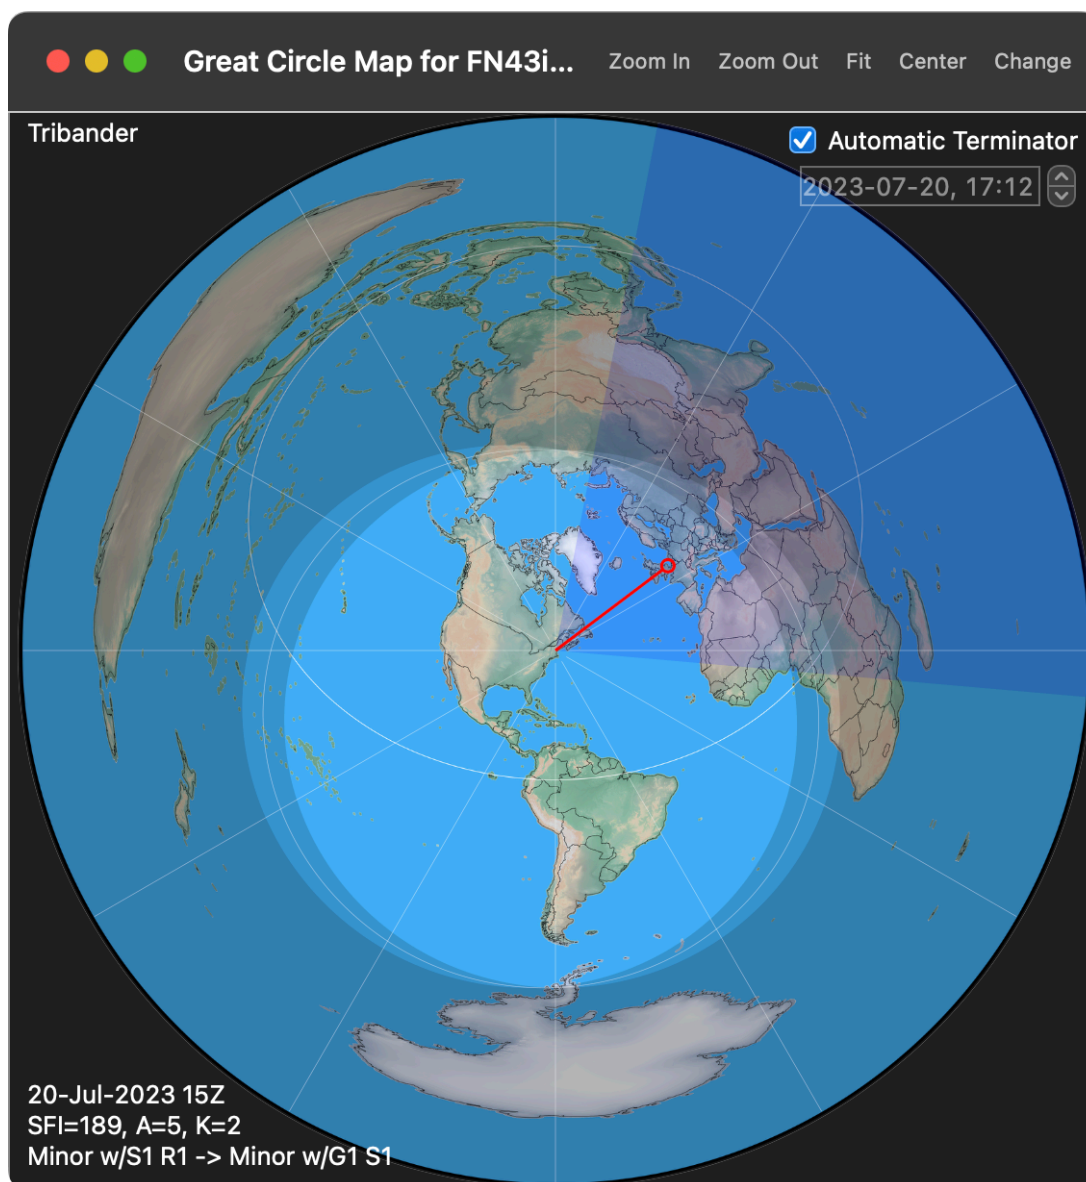 Great Circle Map for FN43i... Zoom In Zoom Out Fit Center Change
Tribander
Automatic Terminator
2023-07-20, 17:12
20-Jul-2023 15Z
SFI=189, A=5, K=2
Minor w/S1 R1 -> Minor w/G1 S1